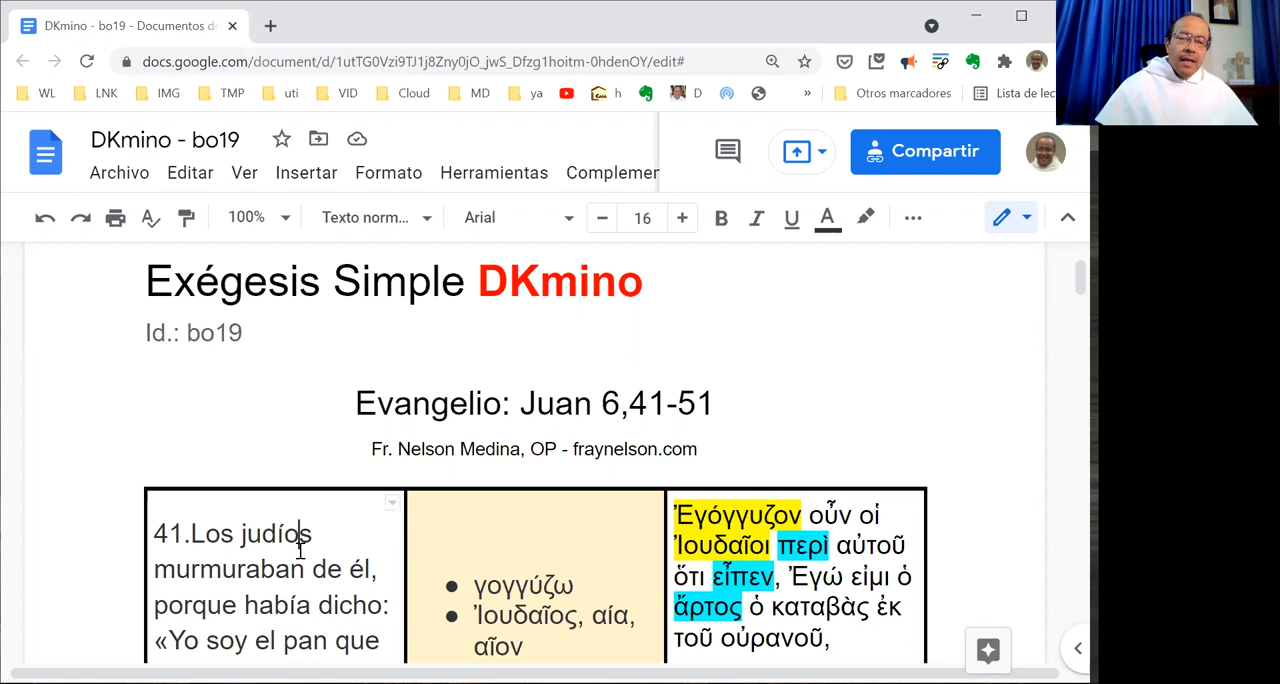 DKmino - bo19 - Documentos de
docs.google.com/document/d/1utTG0Vzi9TJ1j8Zny0jO_jwS_Dfzg1hoitm-0hdenOY/edit#
WL LNK IMG TMP uti VID Cloud MD ya h D » Otros marcadores Lista de lec
DKmino - bo19
Archivo Editar Ver Insertar Formato Herramientas Complemen
Compartir
100% Texto norm... Arial 16 B I U A
Exégesis Simple DKmino
Id.: bo19
Evangelio: Juan 6,41-51
Fr. Nelson Medina, OP - fraynelson.com
41.Los judíos
murmuraban de él,
porque había dicho:
«Yo soy el pan que
● γογγύζω
● Ἰουδαῖος, αία,
αῖον
Ἐγόγγυζον οὖν οἱ
Ἰουδαῖοι περὶ αὐτοῦ
ὅτι εἶπεν, Ἐγώ εἰμι ὁ
ἄρτος ὁ καταβὰς ἐκ
τοῦ οὐρανοῦ,